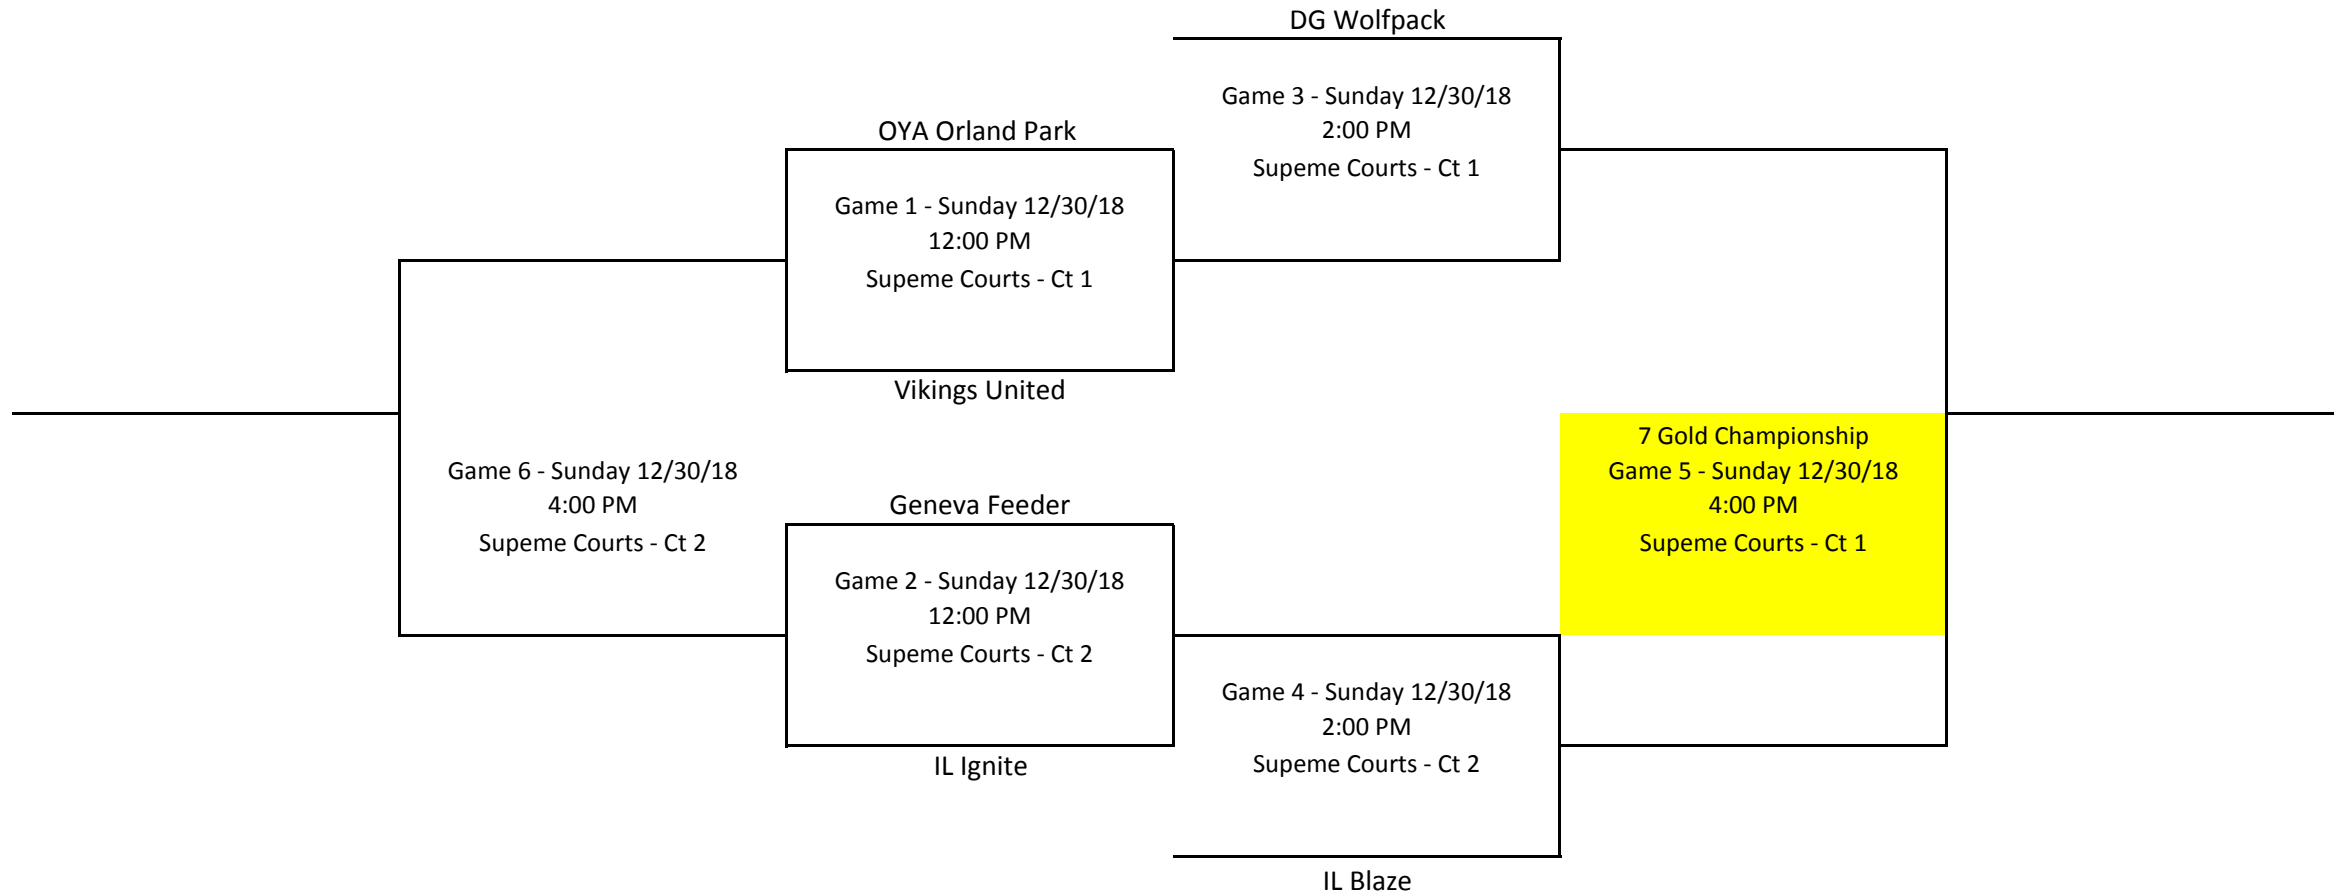 DG Wolfpack
Game 3 - Sunday 12/30/18
2:00 PM
Supeme Courts - Ct 1
OYA Orland Park
Game 1 - Sunday 12/30/18
12:00 PM
Supeme Courts - Ct 1
Vikings United
7 Gold Championship
Game 5 - Sunday 12/30/18
4:00 PM
Supeme Courts - Ct 1
Game 6 - Sunday 12/30/18
4:00 PM
Supeme Courts - Ct 2
Geneva Feeder
Game 2 - Sunday 12/30/18
12:00 PM
Supeme Courts - Ct 2
IL Ignite
Game 4 - Sunday 12/30/18
2:00 PM
Supeme Courts - Ct 2
IL Blaze